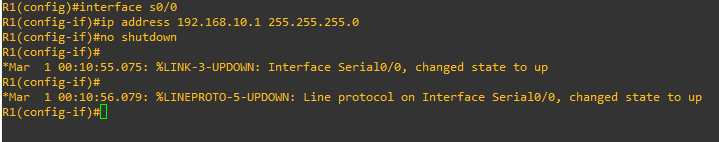 R1(config)#interface s0/0
R1(config-if)#ip address 192.168.10.1 255.255.255.0
R1(config-if)#no shutdown
R1(config-if)#
*Mar  1 00:10:55.075: %LINK-3-UPDOWN: Interface Serial0/0, changed state to up
R1(config-if)#
*Mar  1 00:10:56.079: %LINEPROTO-5-UPDOWN: Line protocol on Interface Serial0/0, changed state to up
R1(config-if)#